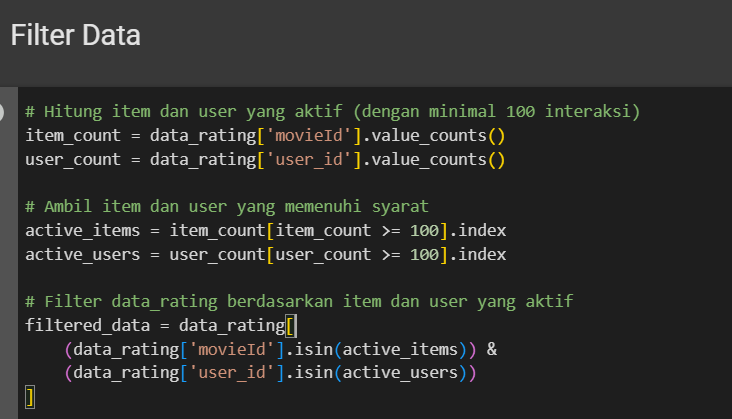 Filter Data
# Hitung item dan user yang aktif (dengan minimal 100 interaksi)
item_count = data_rating['movieId'].value_counts()
user_count = data_rating['user_id'].value_counts()
# Ambil item dan user yang memenuhi syarat
active_items = item_count[item_count >= 100].index
active_users = user_count[user_count >= 100].index
# Filter data_rating berdasarkan item dan user yang aktif
filtered_data = data_rating[
    (data_rating['movieId'].isin(active_items)) &
    (data_rating['user_id'].isin(active_users))
]